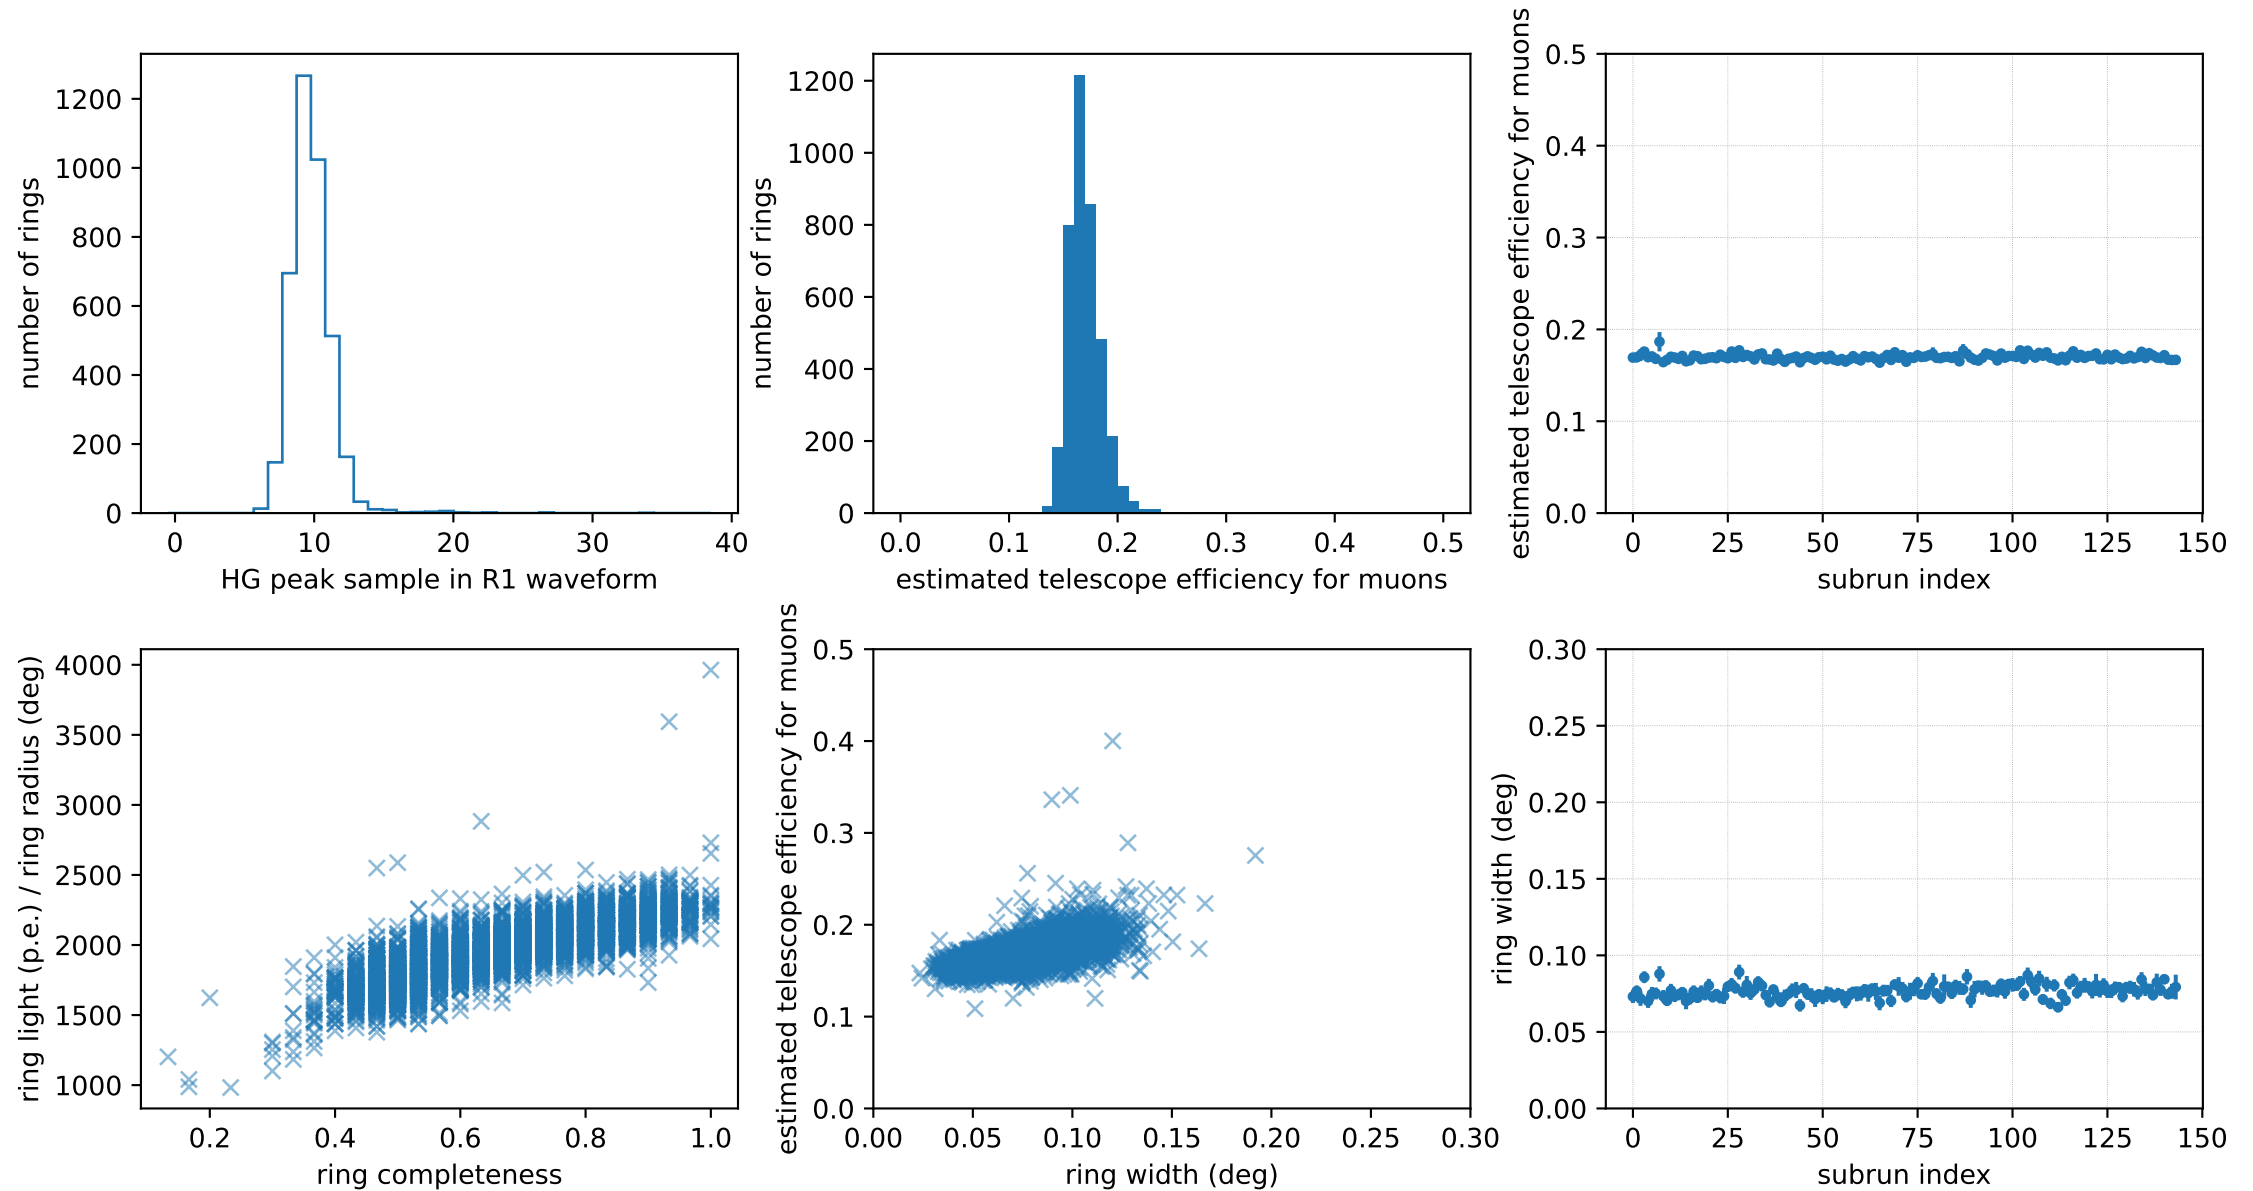 number of rings
1200
1000
800
600
400
200
0
0 10 20 30 40
HG peak sample in R1 waveform
number of rings
1200
1000
800
600
400
200
0
0.0 0.1 0.2 0.3 0.4 0.5
estimated telescope efficiency for muons
estimated telescope efficiency for muons
0.5
0.4
0.3
0.2
0.1
0.0
0 25 50 75 100 125 150
subrun index
ring light (p.e.) / ring radius (deg)
4000
3500
3000
2500
2000
1500
1000
0.2 0.4 0.6 0.8 1.0
ring completeness
estimated telescope efficiency for muons
0.5
0.4
0.3
0.2
0.1
0.0
0.00 0.05 0.10 0.15 0.20 0.25 0.30
ring width (deg)
ring width (deg)
0.30
0.25
0.20
0.15
0.10
0.05
0.00
0 25 50 75 100 125 150
subrun index